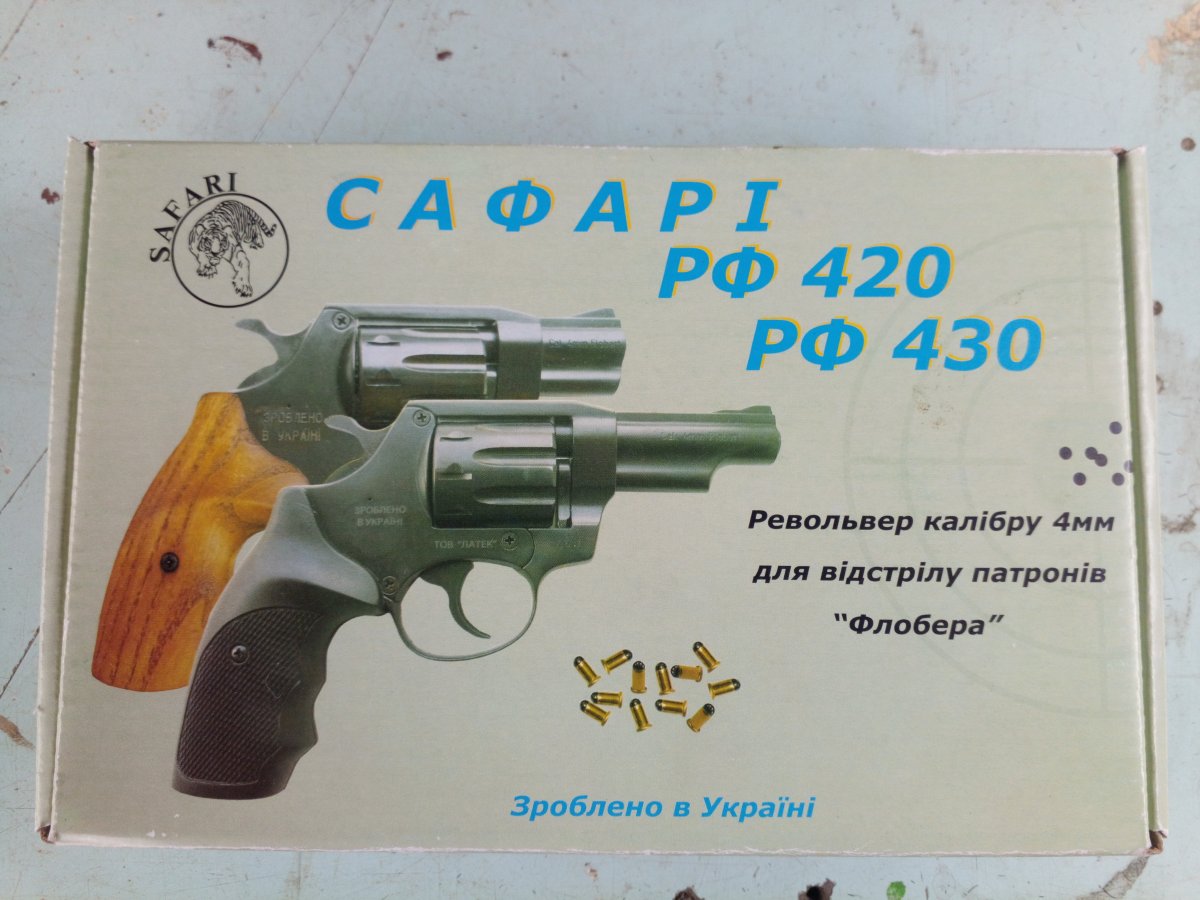 SAFARI
САФАРІ
РФ 420
РФ 430
ЗРОБЛЕНО
В УКРАЇНІ
ЗРОБЛЕНО
В УКРАЇНІ
ТОВ "ЛАТЕК"
Револьвер калібру 4мм
для відстрілу патронів
“Флобера”
Зроблено в Україні